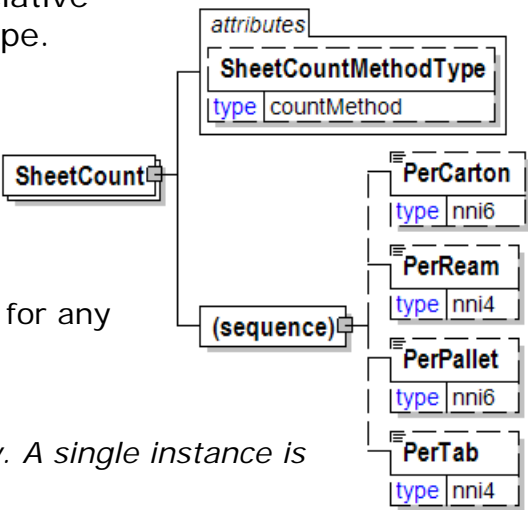 native
pe.
attributes
SheetCountMethodType
type countMethod
SheetCount
PerCarton
type nni6
PerReam
type nni4
for any
(sequence)
PerPallet
type nni6
. A single instance is
PerTab
type nni4